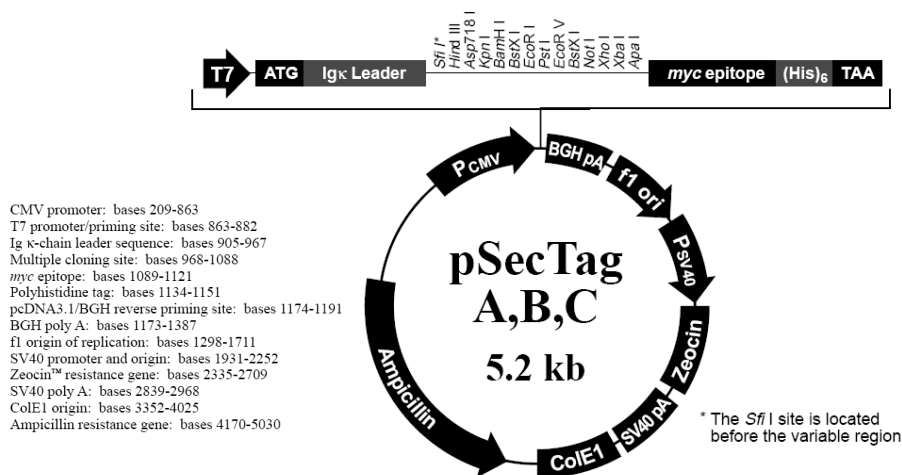 Sfi I*
Hind III
Asp718 I
Kpn I
BamH I
BstX I
EcoR I
Pst I
EcoR V
BstX I
Not I
Xho I
Xba I
Apa I
T7 ATG Igκ Leader myc epitope (His)6 TAA
PCMV
BGH pA
f1 ori
PSV40
Zeocin
SV40 pA
ColE1
Ampicillin
pSecTag
A,B,C
5.2 kb
CMV promoter: bases 209-863
T7 promoter/priming site: bases 863-882
Ig κ-chain leader sequence: bases 905-967
Multiple cloning site: bases 968-1088
myc epitope: bases 1089-1121
Polyhistidine tag: bases 1134-1151
pcDNA3.1/BGH reverse priming site: bases 1174-1191
BGH poly A: bases 1173-1387
f1 origin of replication: bases 1298-1711
SV40 promoter and origin: bases 1931-2252
Zeocin™ resistance gene: bases 2335-2709
SV40 poly A: bases 2839-2968
ColE1 origin: bases 3352-4025
Ampicillin resistance gene: bases 4170-5030
* The Sfi I site is located
before the variable region